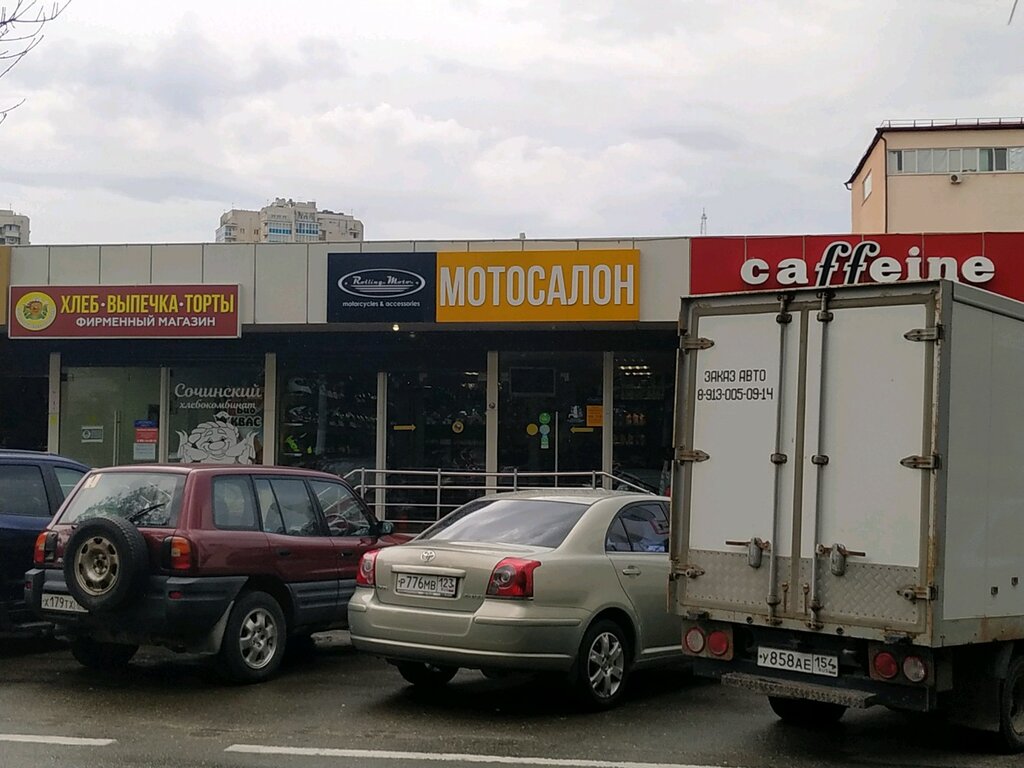 ХЛЕБ·ВЫПЕЧКА·ТОРТЫ
ФИРМЕННЫЙ МАГАЗИН
Rolling Moto
motorcycles & accessories
МОТОСАЛОН
caffeine
Сочинский
хлебокомбинат
КВАС
ЗАКАЗ АВТО
8-913-005-09-14
Х179ТХ
Р776МВ 123
У858АЕ 154